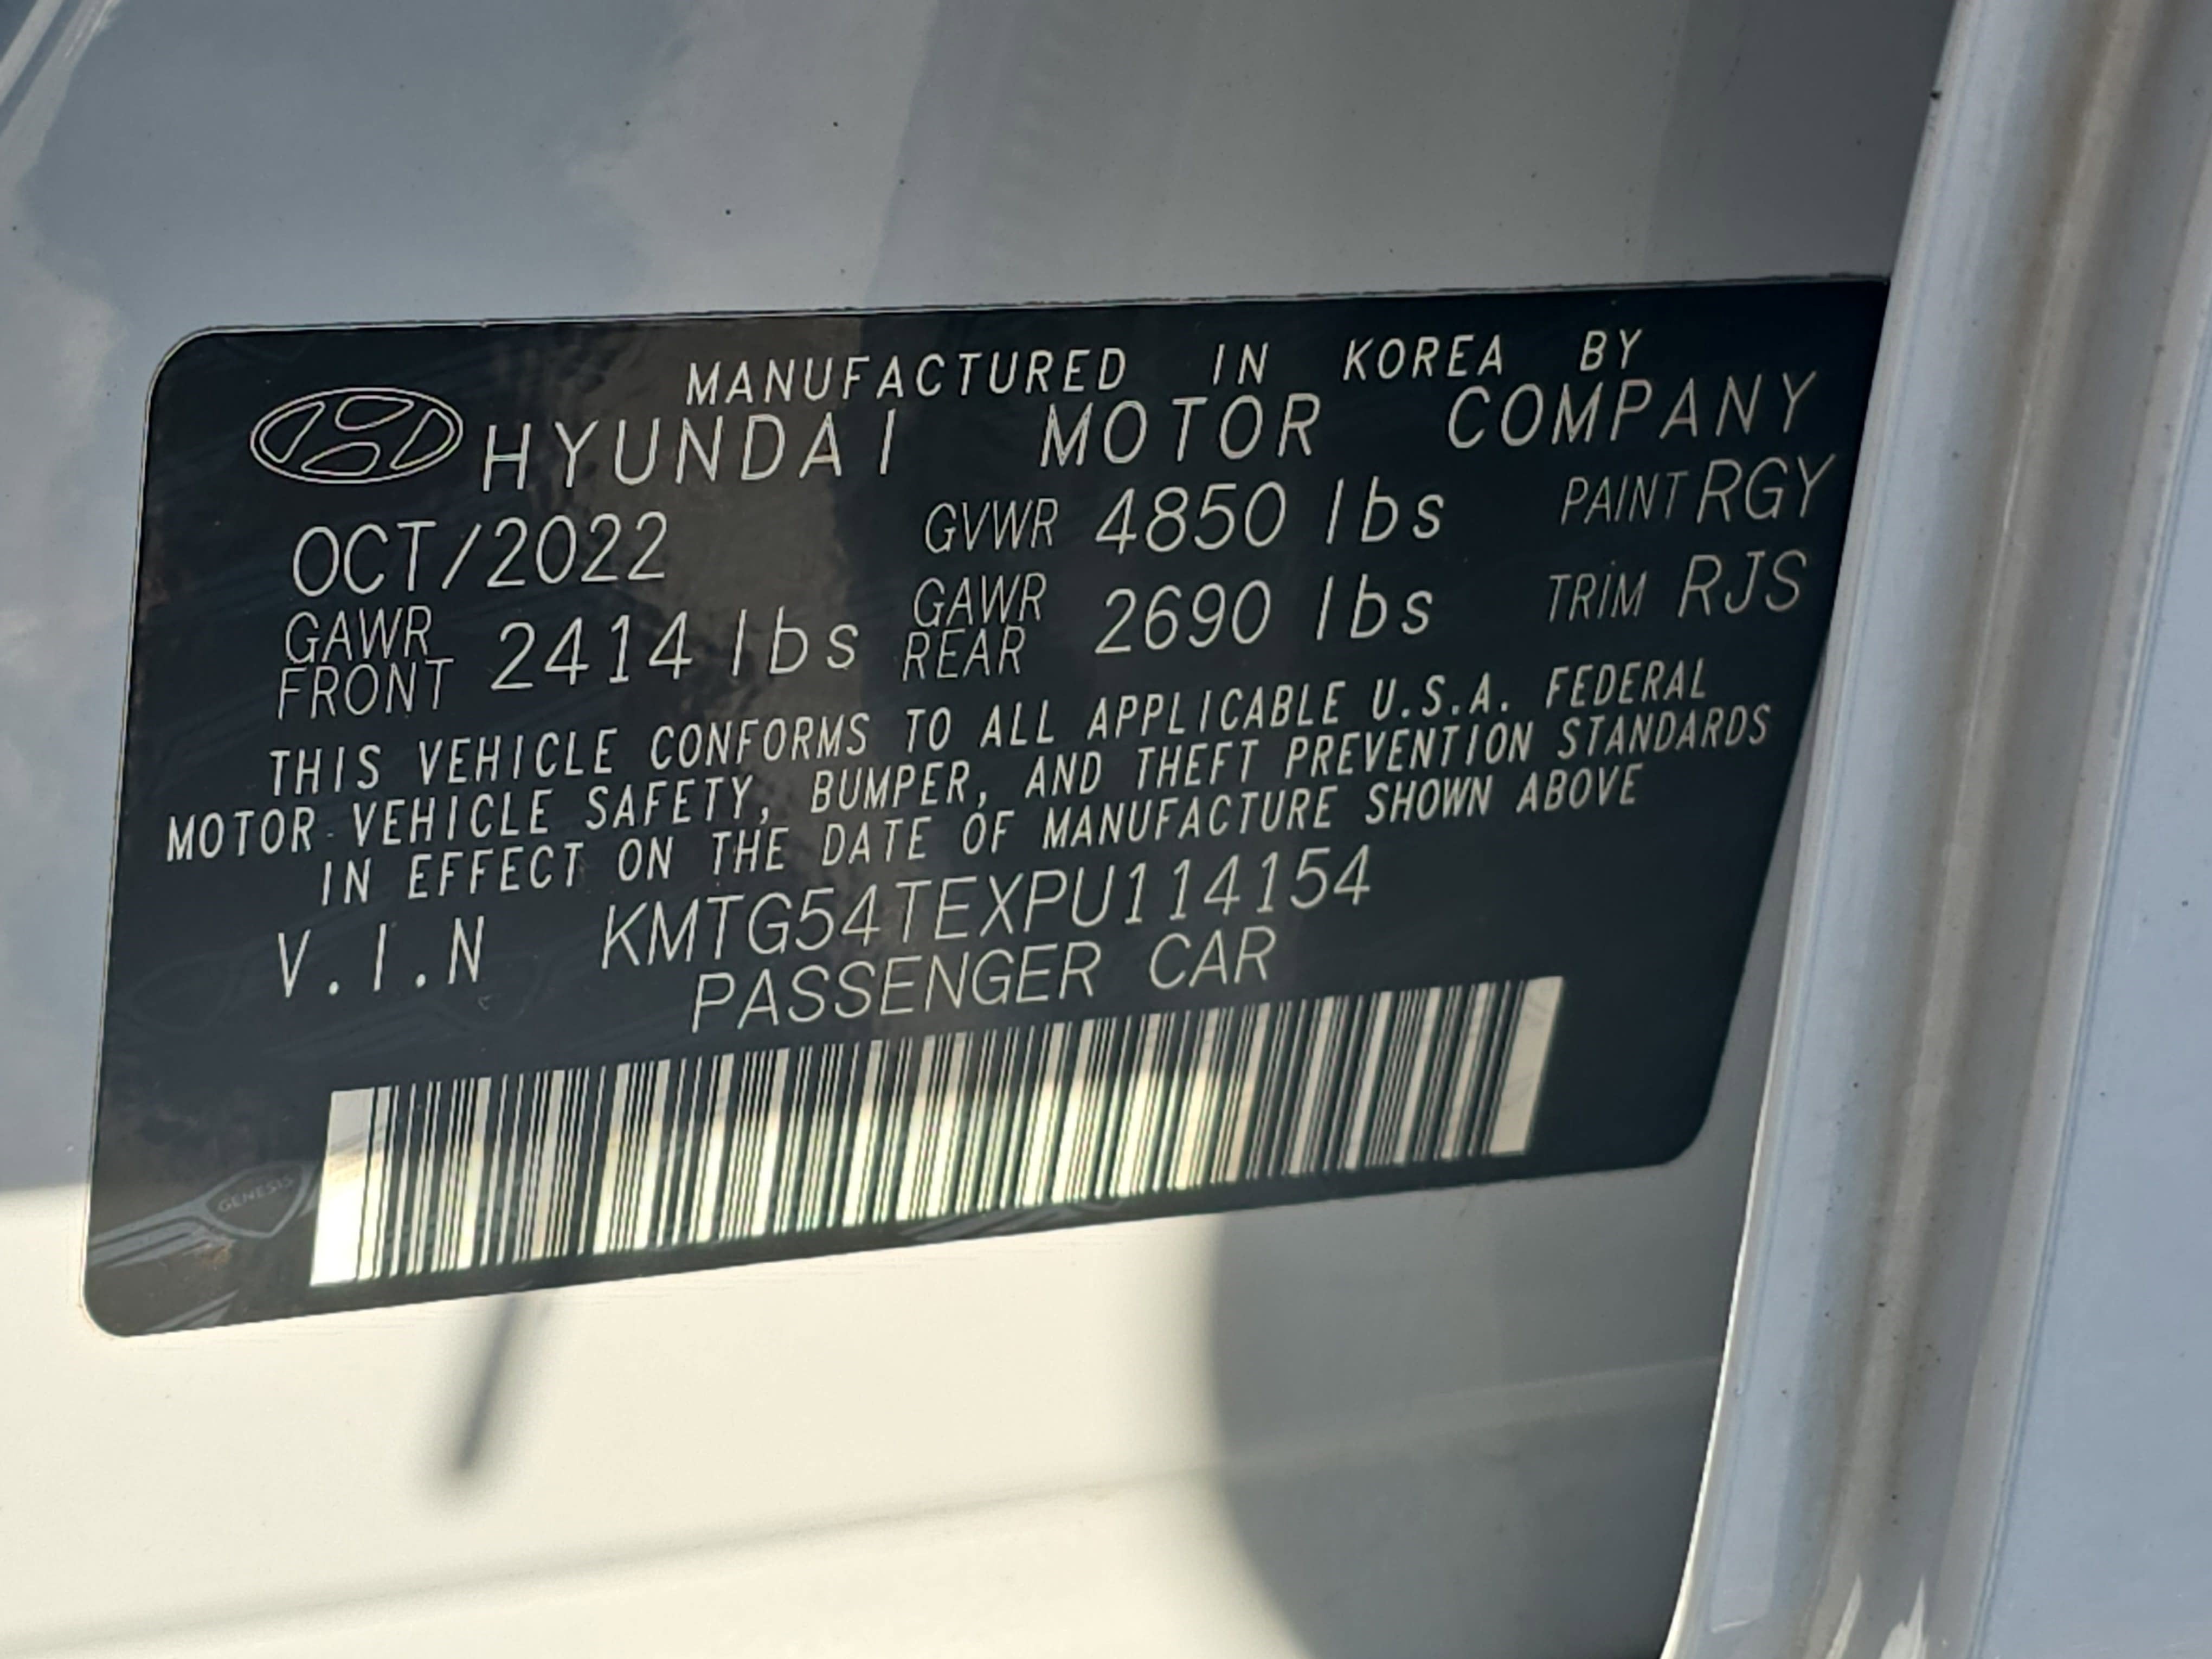 MANUFACTURED IN KOREA BY
HYUNDAI MOTOR COMPANY
OCT/2022 GVWR 4850 lbs PAINT RGY
GAWR FRONT 2414 lbs GAWR REAR 2690 lbs TRIM RJS
THIS VEHICLE CONFORMS TO ALL APPLICABLE U.S.A. FEDERAL
MOTOR VEHICLE SAFETY, BUMPER, AND THEFT PREVENTION STANDARDS
IN EFFECT ON THE DATE OF MANUFACTURE SHOWN ABOVE
V.I.N KMTG54TEXPU114154
PASSENGER CAR
GENESIS